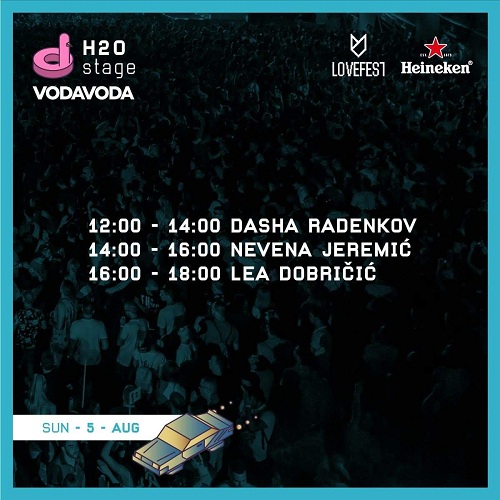 H2O
stage
VODAVODA
LOVEFEST
Heineken®
12:00 - 14:00 DASHA RADENKOV
14:00 - 16:00 NEVENA JEREMIĆ
16:00 - 18:00 LEA DOBRIČIĆ
SUN - 5 - AUG